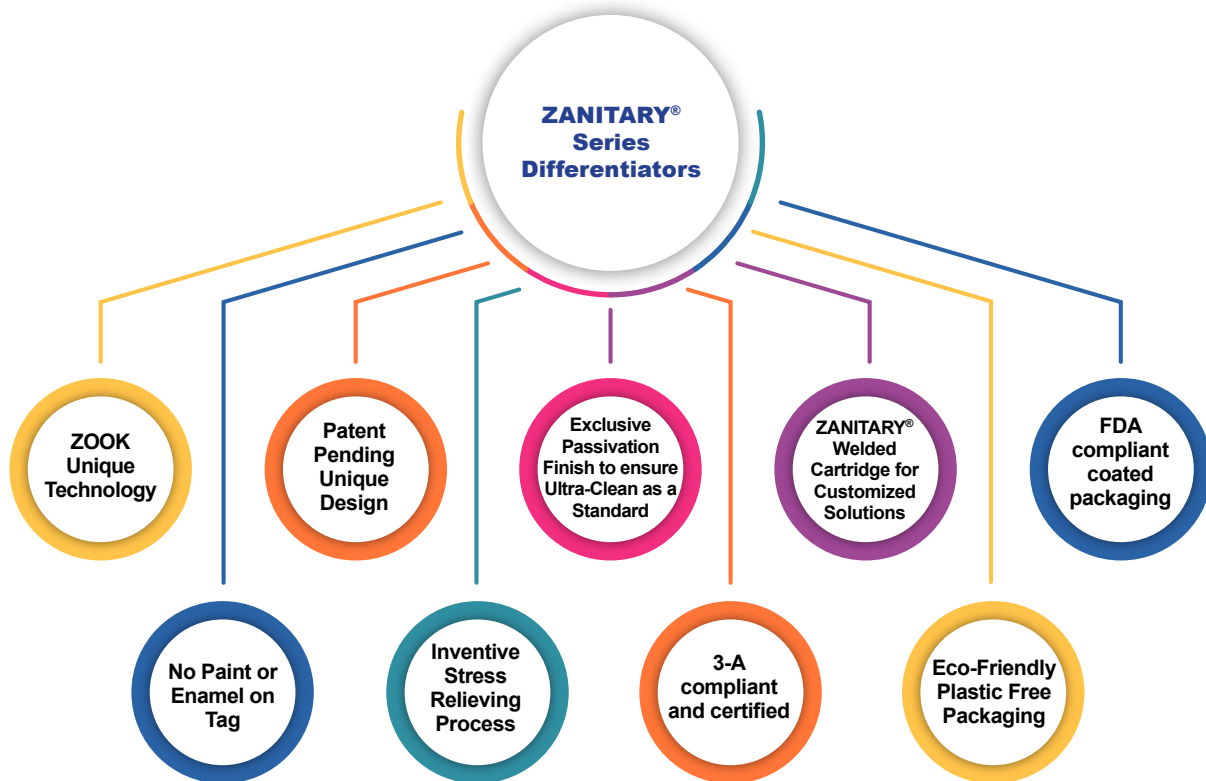 ZANITARY®
Series
Differentiators
ZOOK
Unique
Technology
Patent
Pending
Unique
Design
Exclusive
Passivation
Finish to ensure
Ultra-Clean as a
Standard
ZANITARY®
Welded
Cartridge for
Customized
Solutions
FDA
compliant
coated
packaging
No Paint or
Enamel on
Tag
Inventive
Stress
Relieving
Process
3-A
compliant
and certified
Eco-Friendly
Plastic Free
Packaging